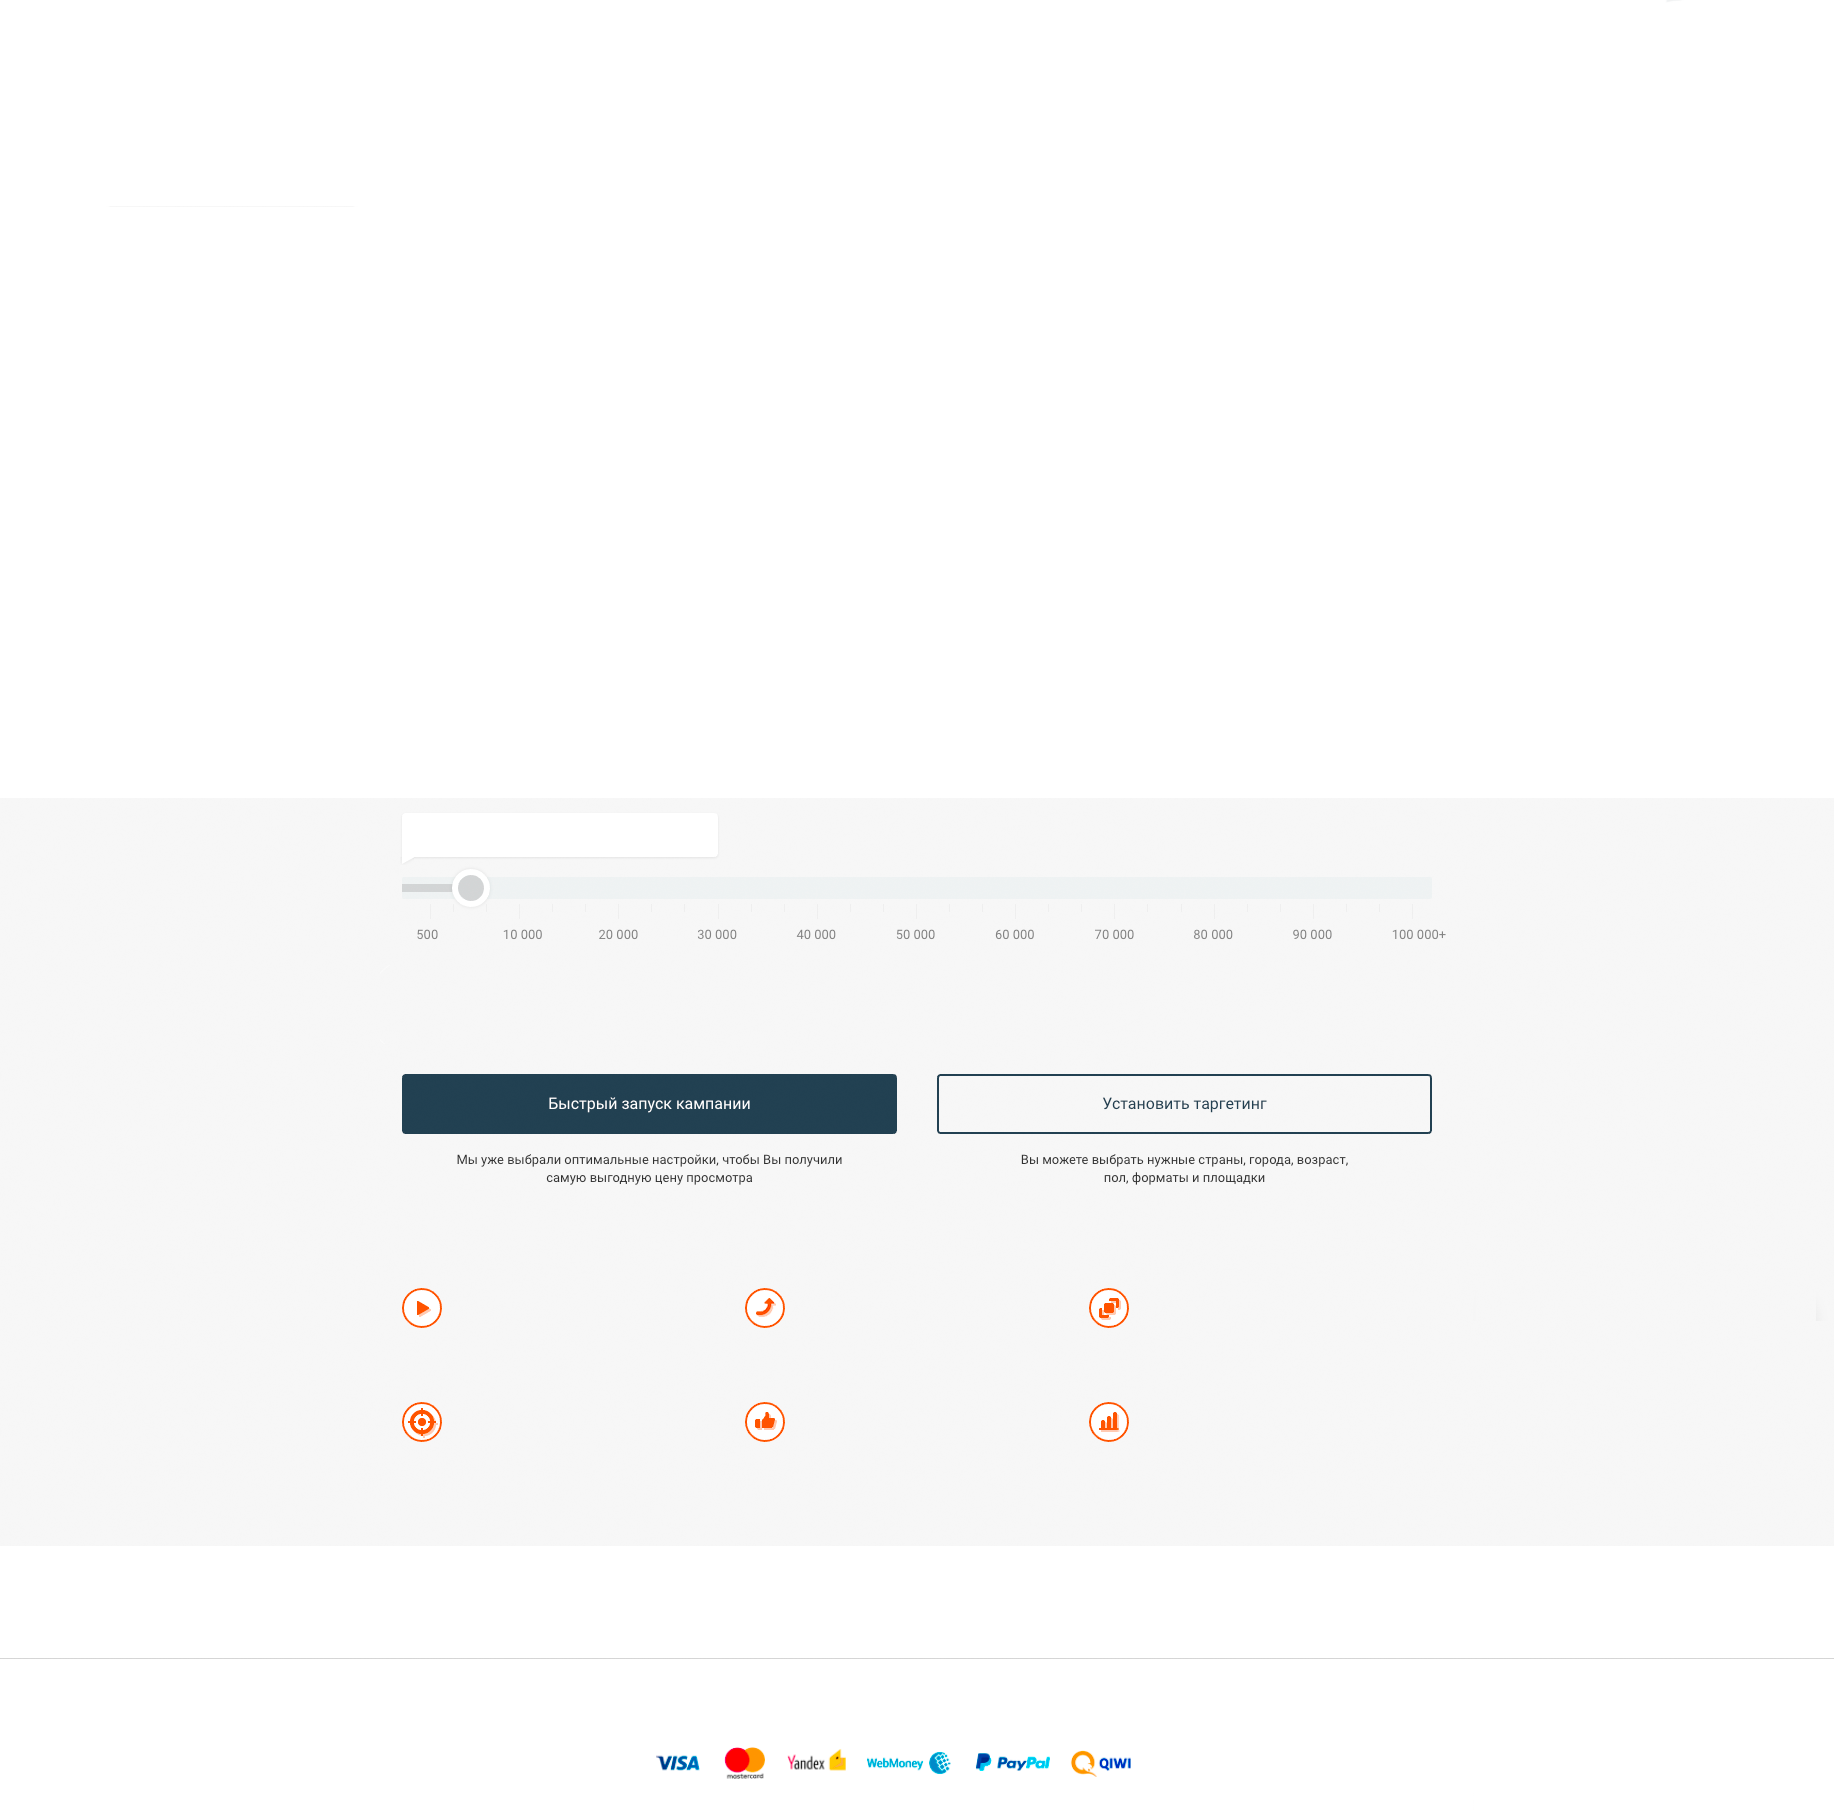 500 10 000 20 000 30 000 40 000 50 000 60 000 70 000 80 000 90 000 100 000+
Быстрый запуск кампании
Мы уже выбрали оптимальные настройки, чтобы Вы получили
самую выгодную цену просмотра
Установить таргетинг
Вы можете выбрать нужные страны, города, возраст,
пол, форматы и площадки
VISA mastercard Yandex WebMoney PayPal QIWI